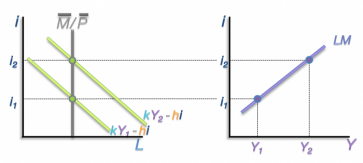 i M̅/P̅ i
LM
i₂
i₁
kY₂ - hi
kY₁ - hi
L
i₂
i₁
Y₁ Y₂ Y